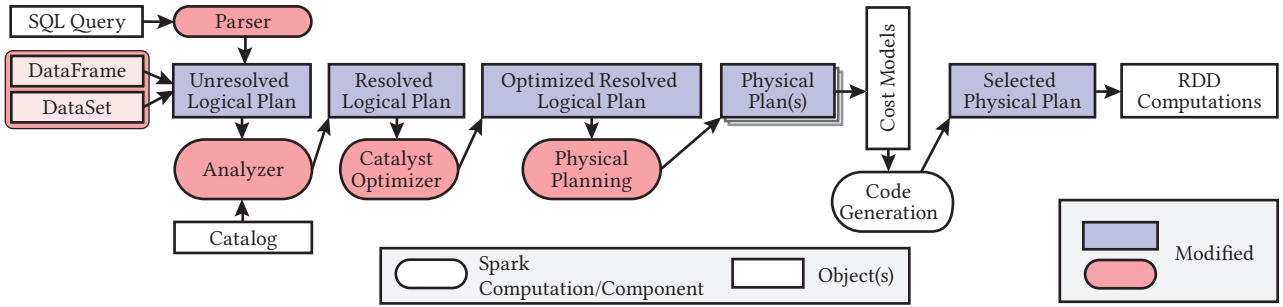 SQL Query
Parser
DataFrame
DataSet
Unresolved
Logical Plan
Resolved
Logical Plan
Optimized Resolved
Logical Plan
Physical
Plan(s)
Cost Models
Selected
Physical Plan
RDD
Computations
Analyzer
Catalyst
Optimizer
Physical
Planning
Code
Generation
Catalog
Spark
Computation/Component
Object(s)
Modified